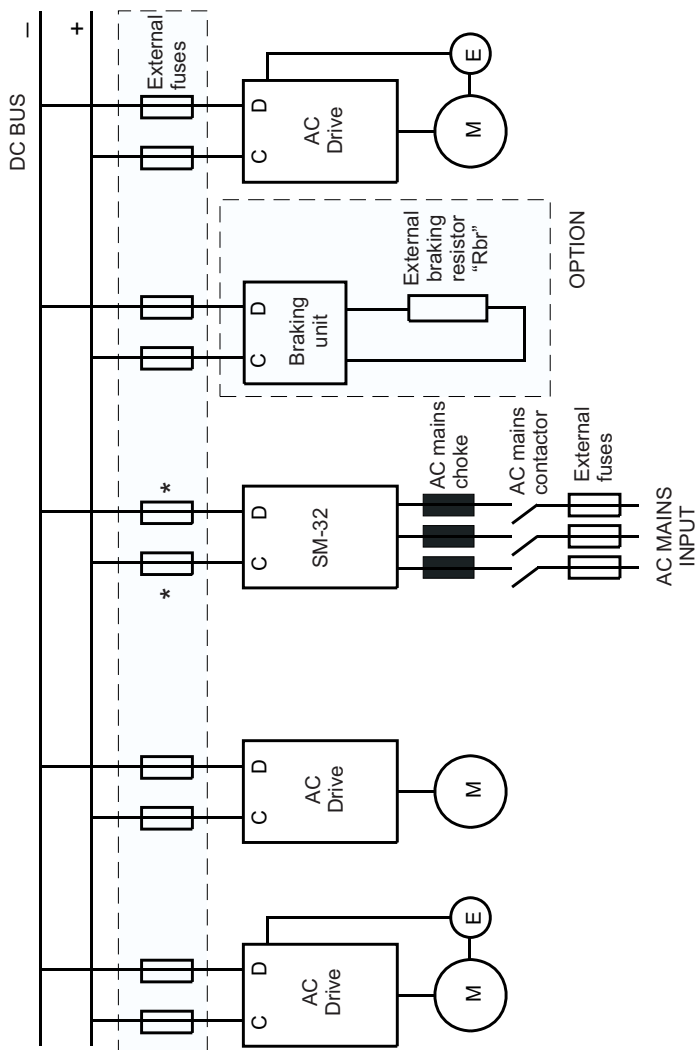 DC BUS
–
+
External
fuses
*
*
C
D
AC
Drive
E
M
C
D
AC
Drive
M
C
D
SM-32
AC mains
choke
AC mains
contactor
External
fuses
AC MAINS
INPUT
C
D
Braking
unit
External
braking
resistor
“Rbr”
OPTION
C
D
AC
Drive
E
M